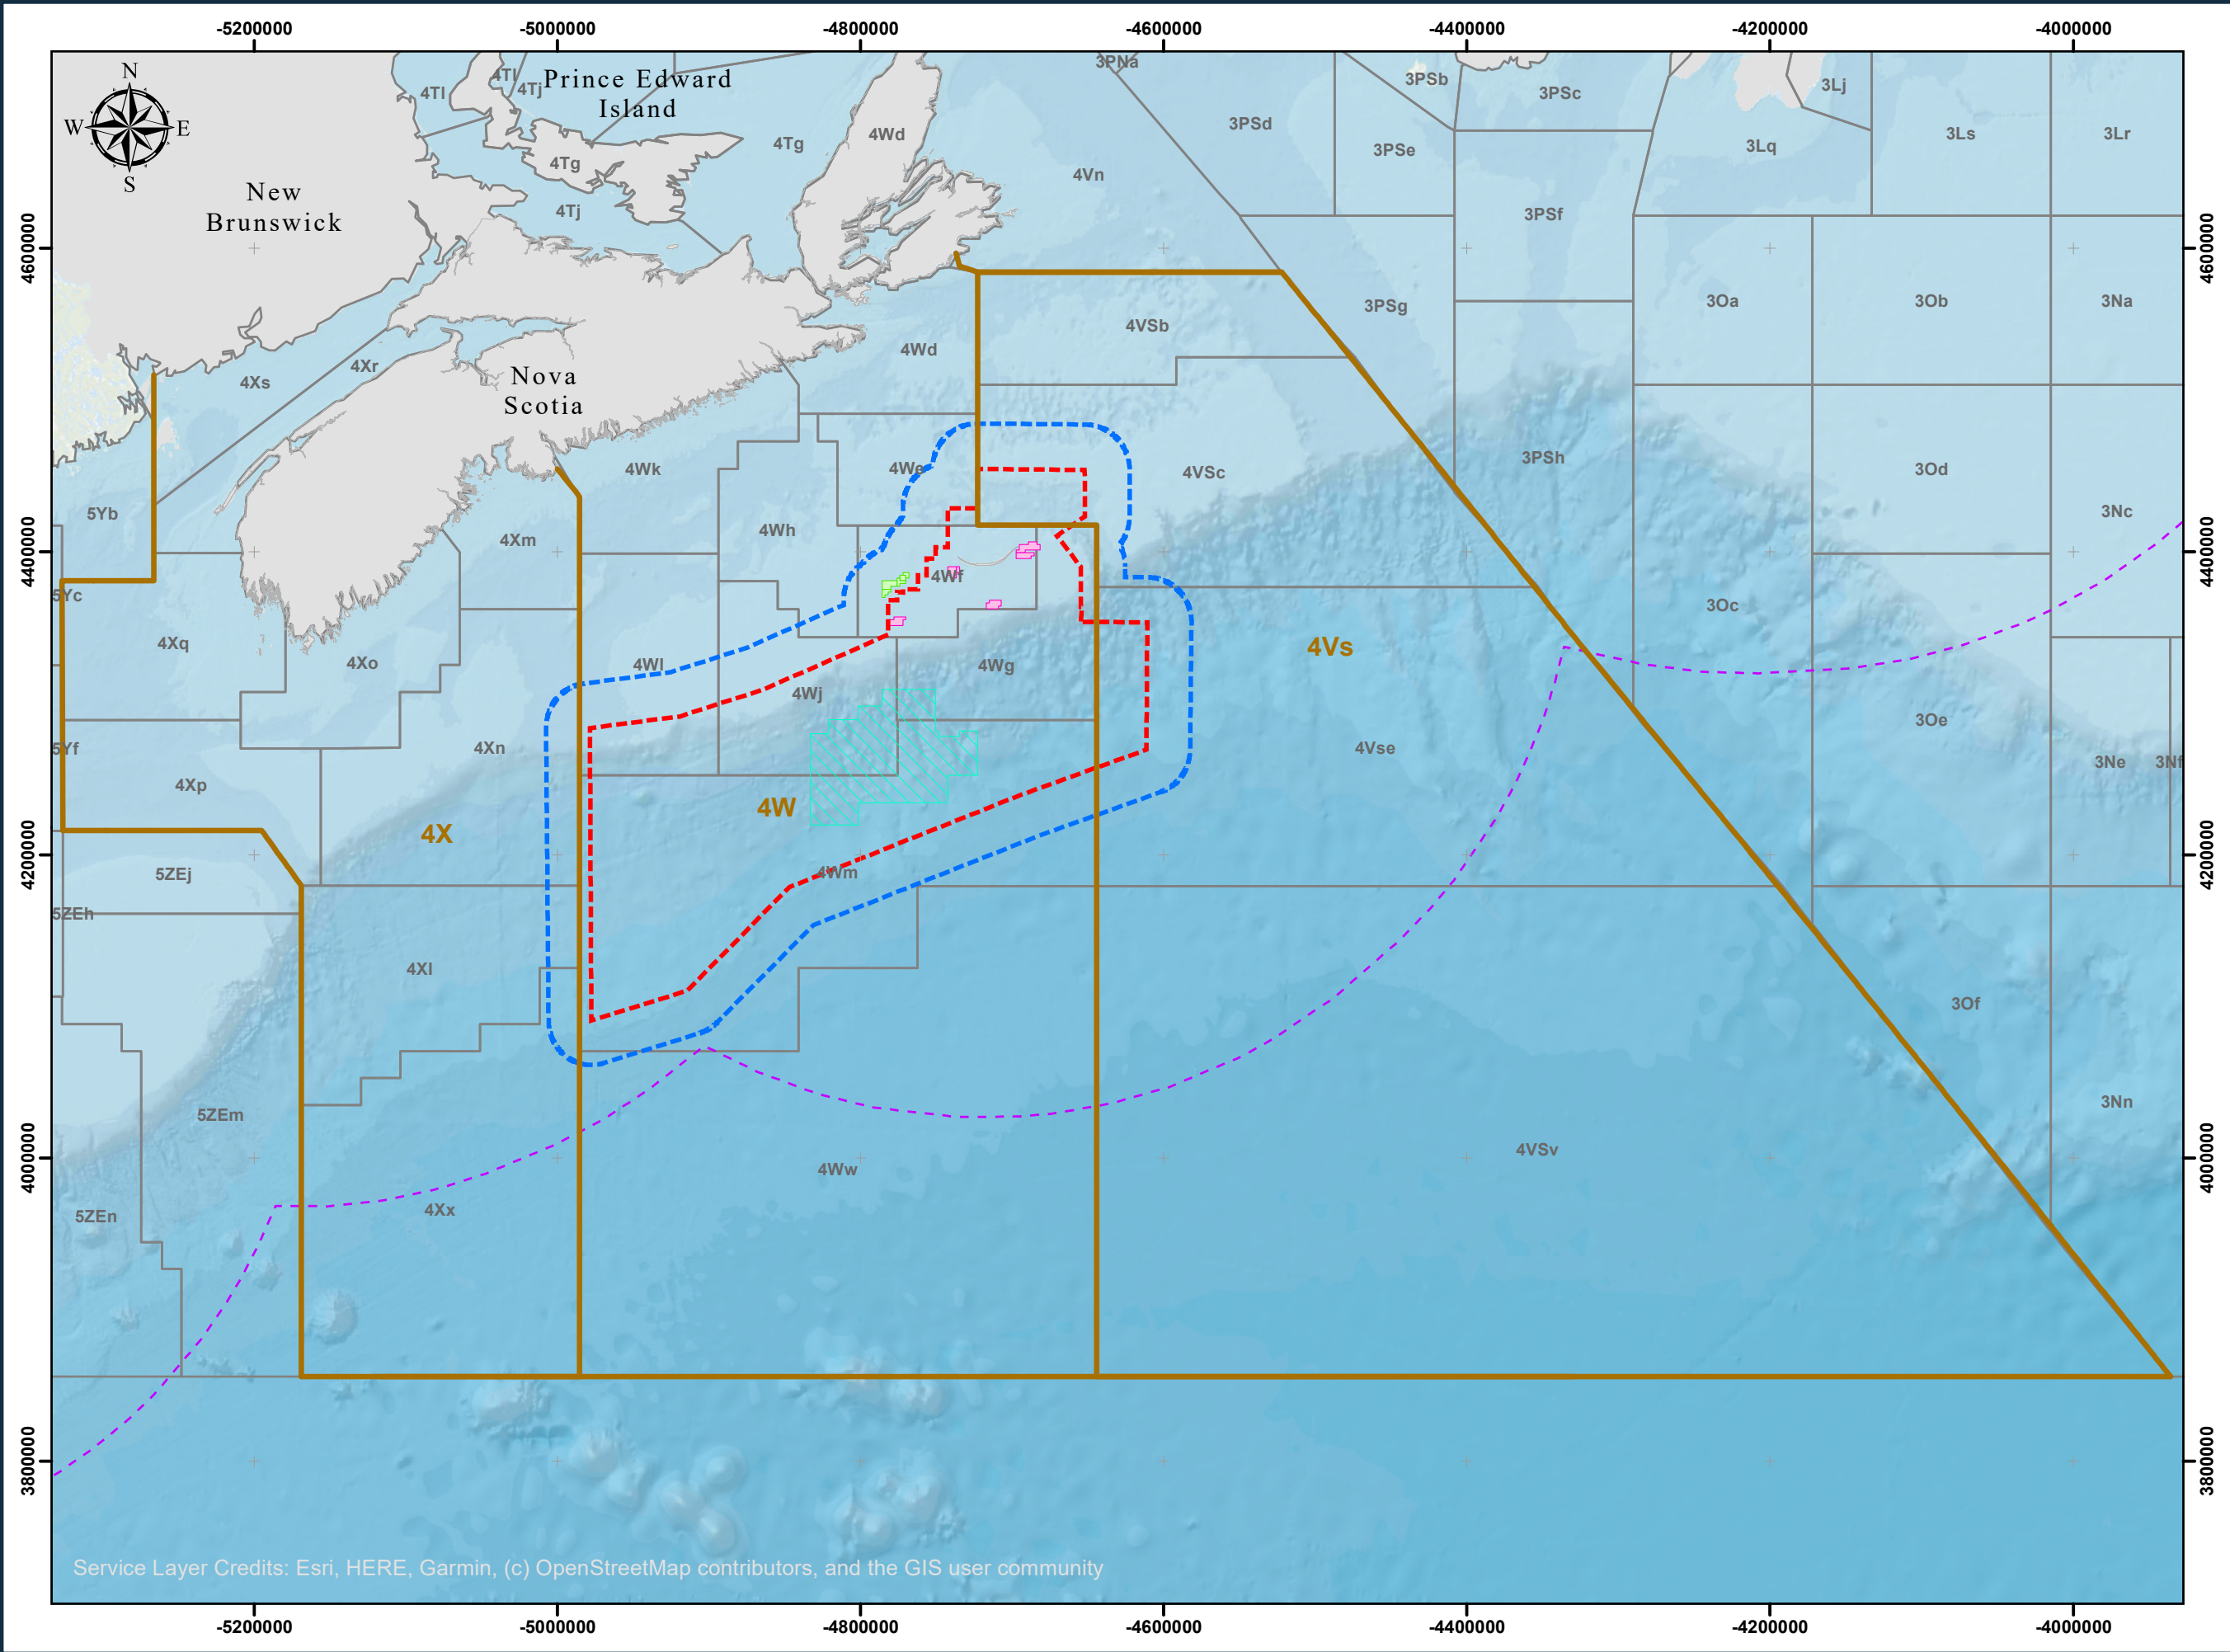 -5200000 -5000000 -4800000 -4600000 -4400000 -4200000 -4000000
N
W E
S
4Tl 4Tl 4Tj Prince Edward
Island
4Tg 4Wd 3PNa 3PSd 3PSb 3PSc 3Lj
4Tg 4Vn 3PSe 3Lq 3Ls 3Lr
New
Brunswick
4Tj 3PSf
4600000 4600000
4VSb 3PSg 3Oa 3Ob 3Na
4Xs 4Xr 4Wd
Nova
Scotia
4Wk 4We 4VSc 3PSh 3Od
5Yb 4Xm 4Wh 3Nc
4400000 4400000
5Yc 4Wf 3Oc
4Xq 4Xo 4Wl 4Wg 4Vs
4Wj 3Oe
5Yf 4Xn 4Vse 3Ne 3Nf
4Xp 4W
4X
4200000 4200000
5ZEj 4Wm
5ZEh
4Xl 3Of
5ZEm 3Nn
4000000 4000000
4Ww 4VSv
5ZEn 4Xx
3800000 3800000
Service Layer Credits: Esri, HERE, Garmin, (c) OpenStreetMap contributors, and the GIS user community
-5200000 -5000000 -4800000 -4600000 -4400000 -4200000 -4000000